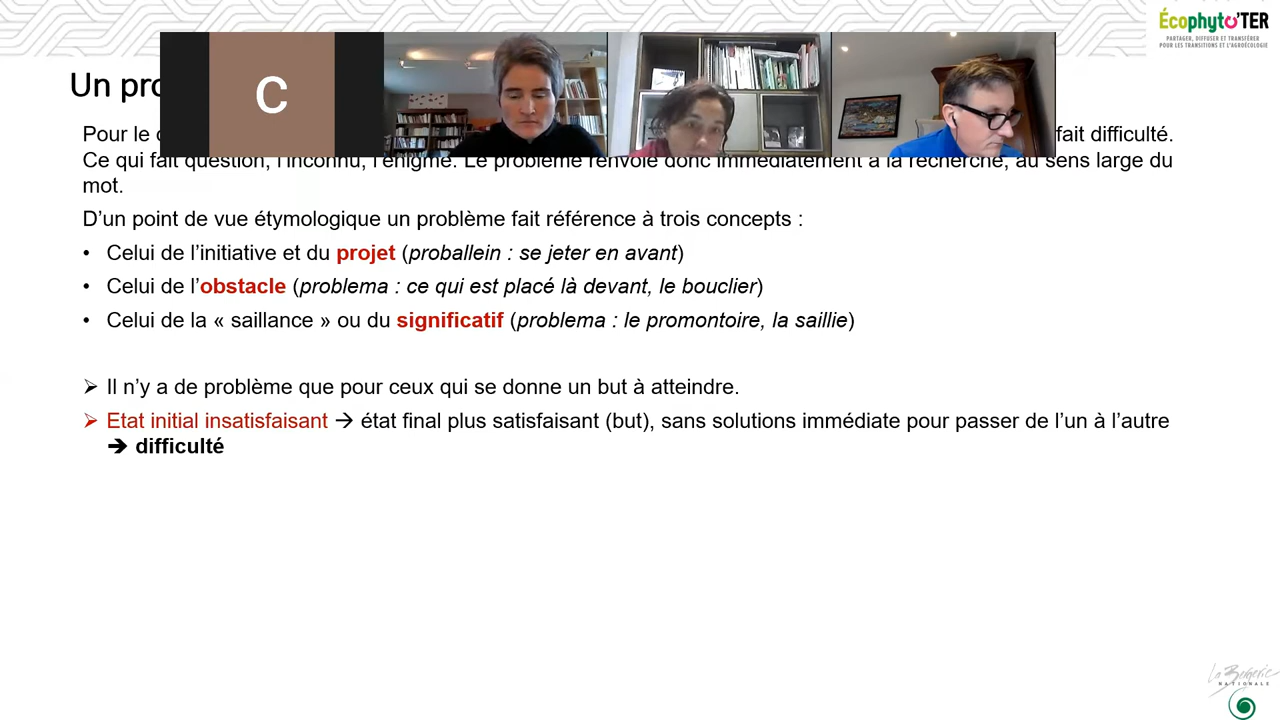 Écophyto'TER
PARTAGER, DIFFUSER ET TRANSFÉRER
POUR LES TRANSITIONS ET L'AGROÉCOLOGIE
C
Un pro
Pour le fait difficulté.
Ce qui fait question, l'inconnu, l'énigme. Le problème renvoie donc immédiatement à la recherche, au sens large du
mot.
D'un point de vue étymologique un problème fait référence à trois concepts :
• Celui de l'initiative et du projet (proballein : se jeter en avant)
• Celui de l'obstacle (problema : ce qui est placé là devant, le bouclier)
• Celui de la « saillance » ou du significatif (problema : le promontoire, la saillie)
➢ Il n'y a de problème que pour ceux qui se donne un but à atteindre.
➢ Etat initial insatisfaisant → état final plus satisfaisant (but), sans solutions immédiate pour passer de l'un à l'autre
➔ difficulté
La Bergerie
NATIONALE